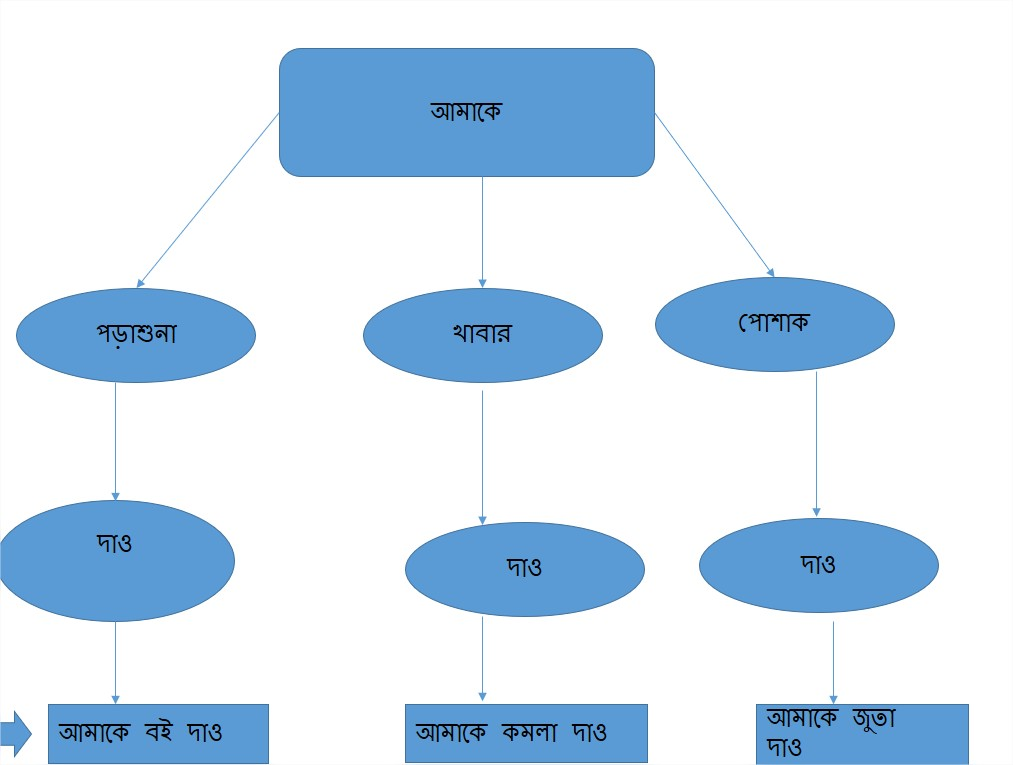 আমাকে
পড়াশুনা
খাবার
পোশাক
দাও
দাও
দাও
আমাকে বই দাও
আমাকে কমলা দাও
আমাকে জুতা
দাও